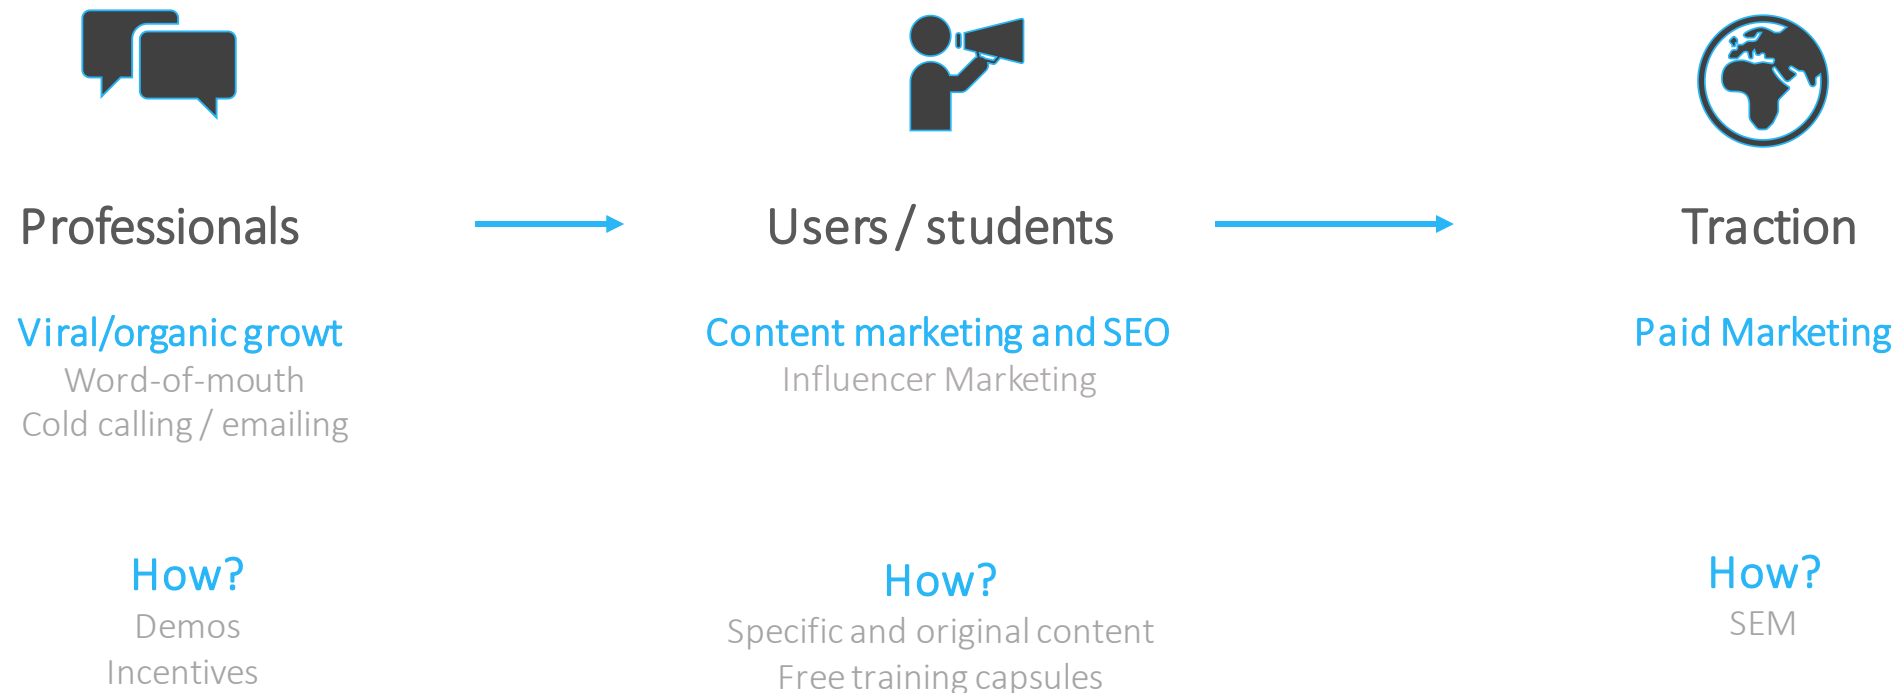 Professionals
Viral/organic growt
Word-of-mouth
Cold calling / emailing
How?
Demos
Incentives
Users / students
Content marketing and SEO
Influencer Marketing
How?
Specific and original content
Free training capsules
Traction
Paid Marketing
How?
SEM